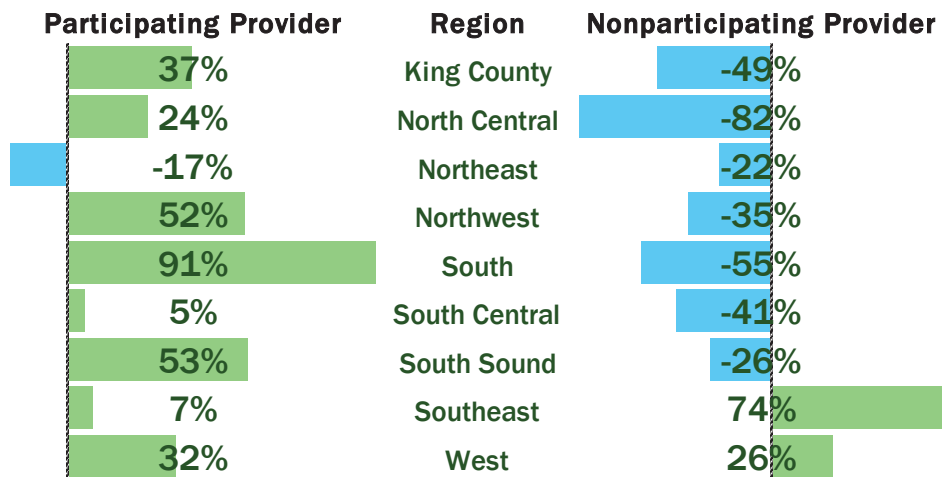 Participating Provider Region Nonparticipating Provider
37% King County -49%
24% North Central -82%
-17% Northeast -22%
52% Northwest -35%
91% South -55%
5% South Central -41%
53% South Sound -26%
7% Southeast 74%
32% West 26%